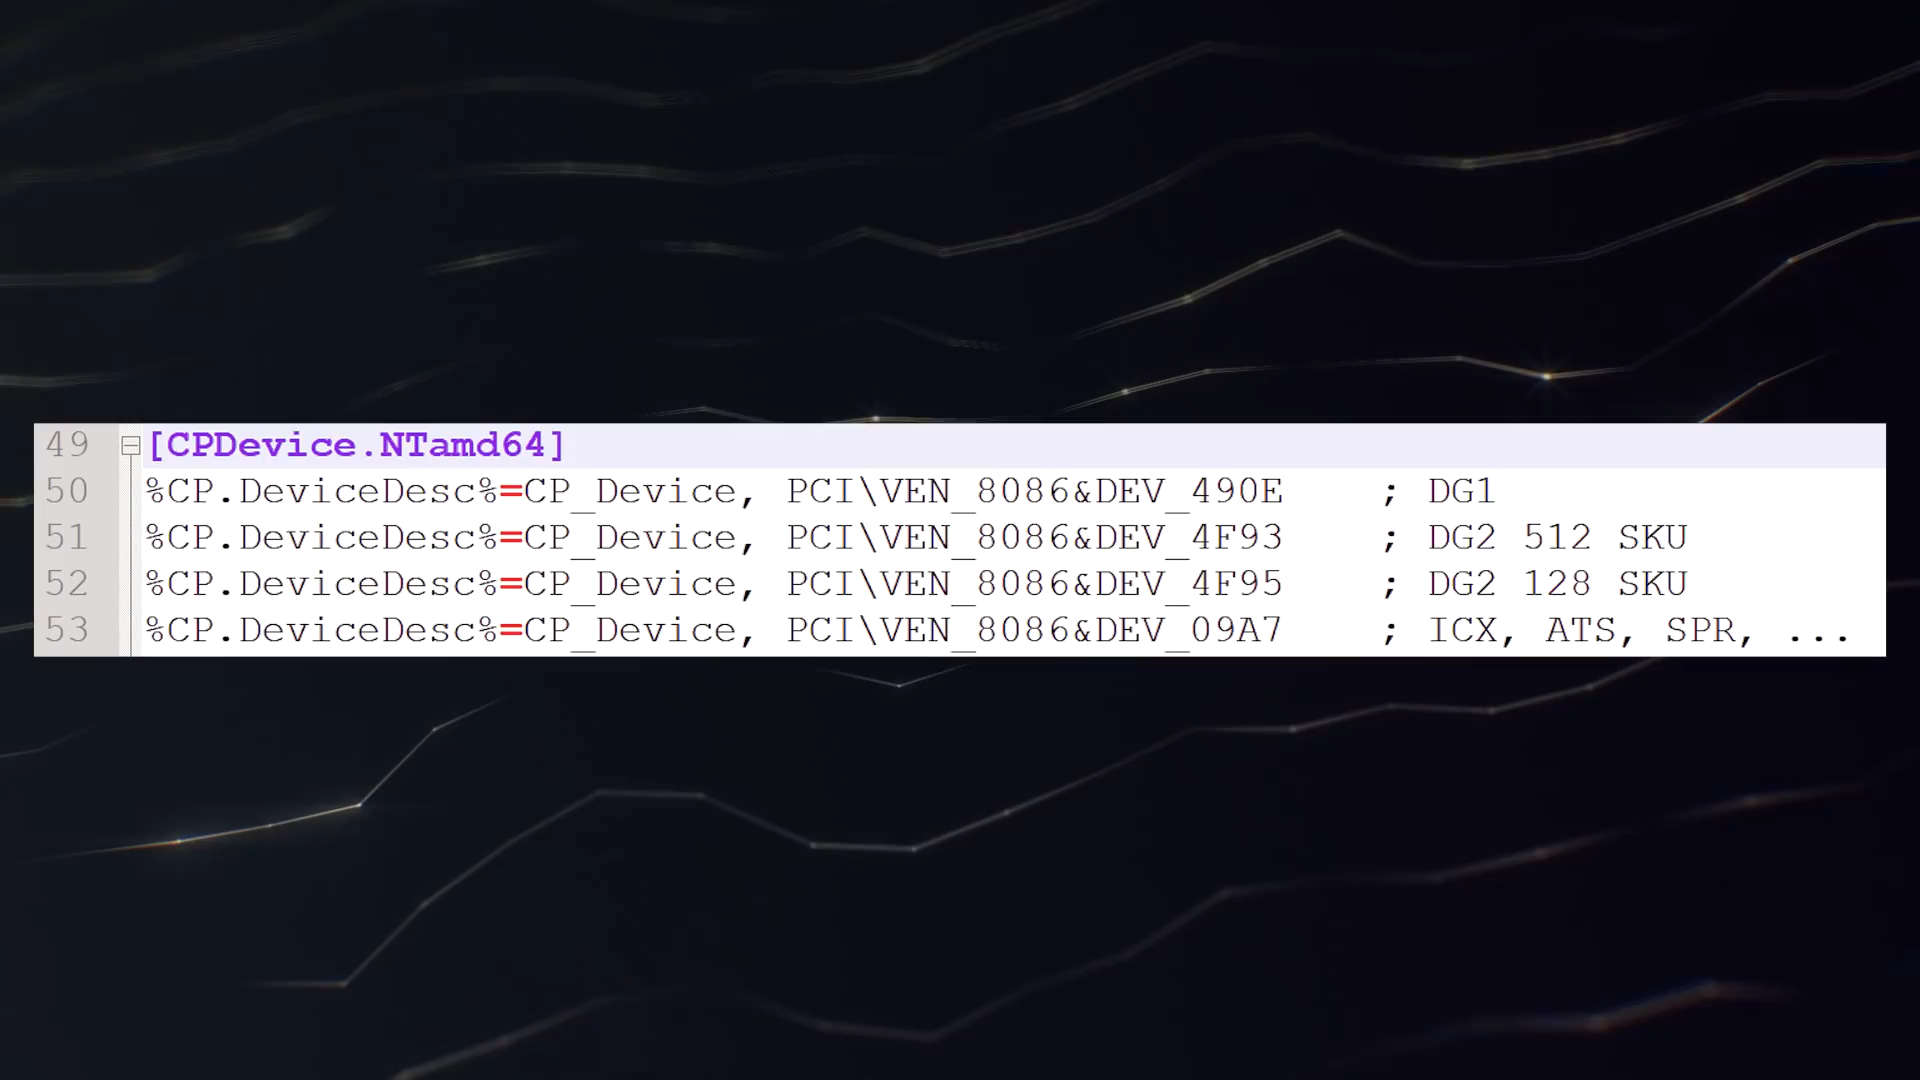 49 [CPDevice.NTamd64]
50 %CP.DeviceDesc%=CP_Device, PCI\VEN_8086&DEV_490E ; DG1
51 %CP.DeviceDesc%=CP_Device, PCI\VEN_8086&DEV_4F93 ; DG2 512 SKU
52 %CP.DeviceDesc%=CP_Device, PCI\VEN_8086&DEV_4F95 ; DG2 128 SKU
53 %CP.DeviceDesc%=CP_Device, PCI\VEN_8086&DEV_09A7 ; ICX, ATS, SPR, ...